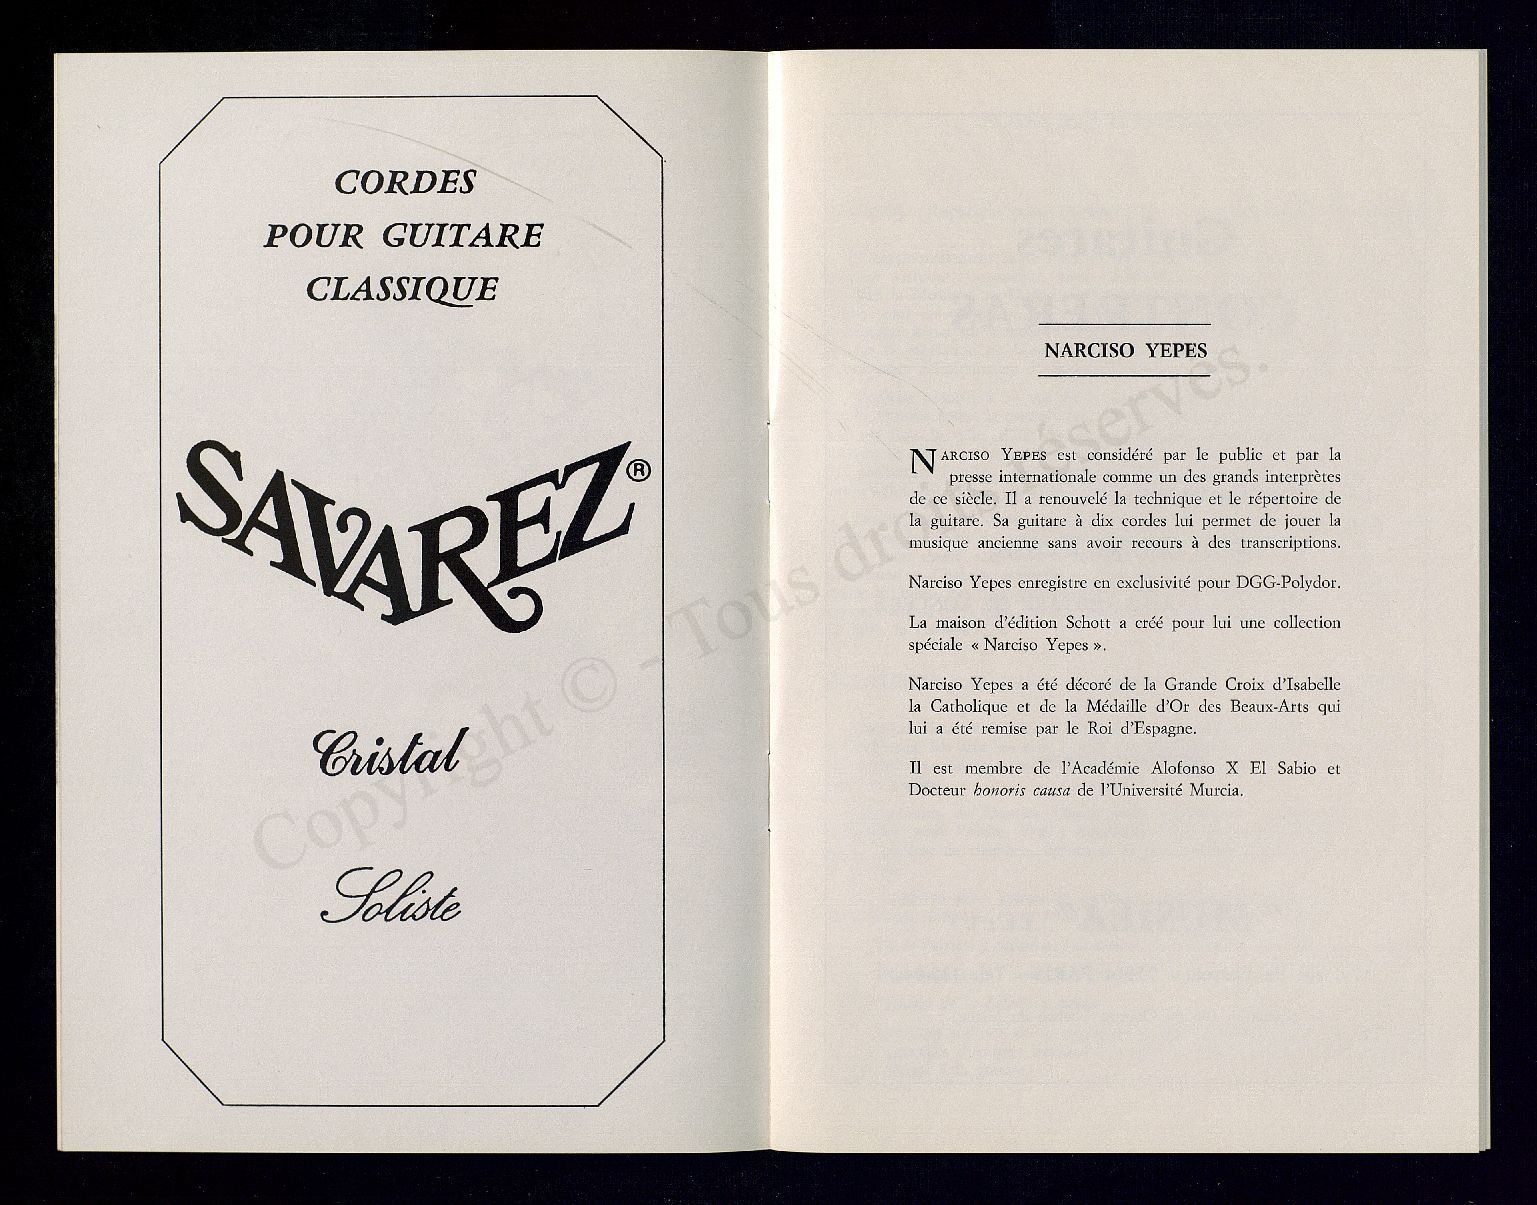 CORDES
POUR GUITARE
CLASSIQUE
SAVAREZ®
Cristal
Soliste
NARCISO YEPES
NARCISO YEPES est considéré par le public et par la
presse internationale comme un des grands interprètes
de ce siècle. Il a renouvelé la technique et le répertoire de
la guitare. Sa guitare à dix cordes lui permet de jouer la
musique ancienne sans avoir recours à des transcriptions.
Narciso Yepes enregistre en exclusivité pour DGG-Polydor.
La maison d'édition Schott a créé pour lui une collection
spéciale « Narciso Yepes ».
Narciso Yepes a été décoré de la Grande Croix d'Isabelle
la Catholique et de la Médaille d'Or des Beaux-Arts qui
lui a été remise par le Roi d'Espagne.
Il est membre de l'Académie Alofonso X El Sabio et
Docteur honoris causa de l'Université Murcia.
Copyright © - Tous droits réservés.